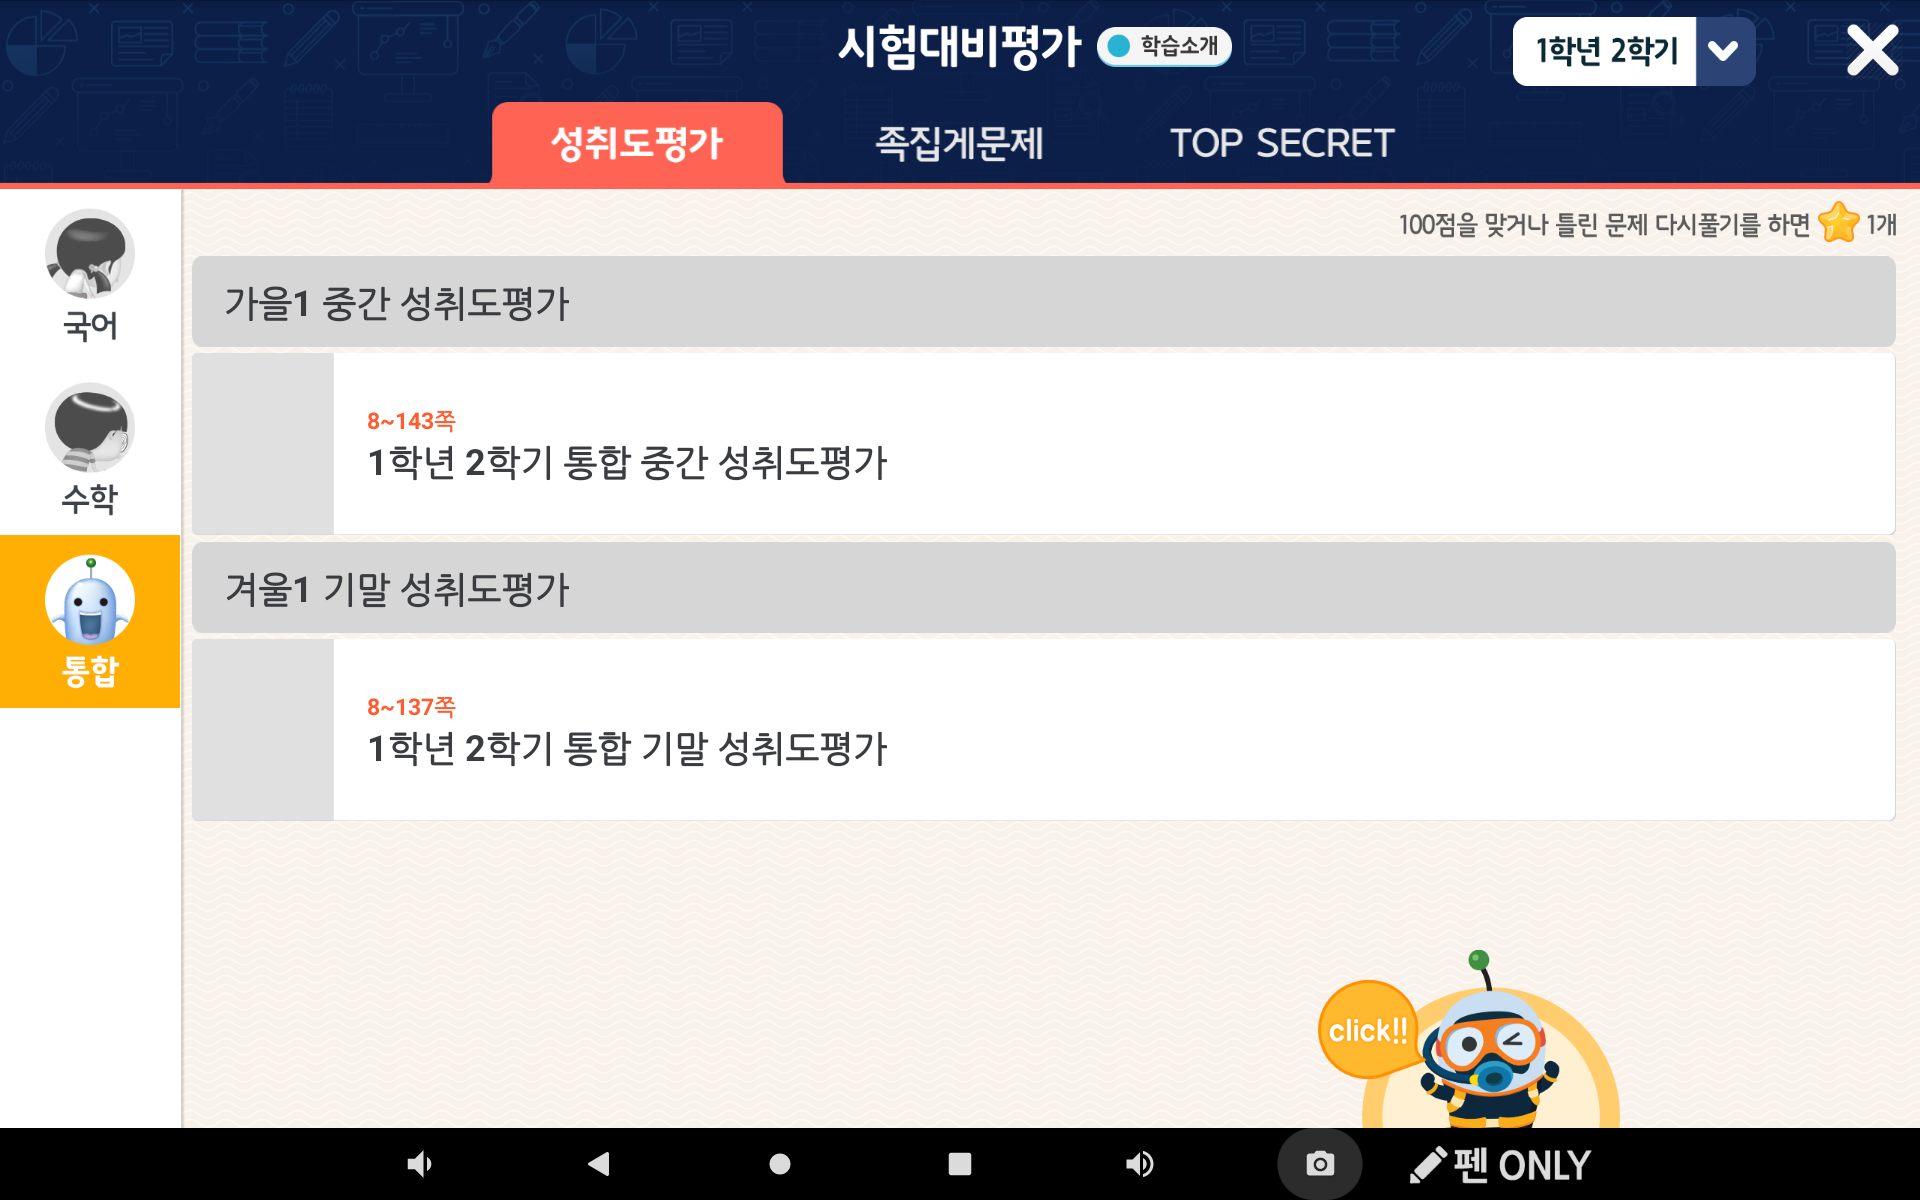 시험대비평가
학습소개
1학년 2학기
성취도평가
족집게문제
TOP SECRET
100점을 맞거나 틀린 문제 다시풀기를 하면 1개
국어
수학
통합
가을1 중간 성취도평가
8~143쪽
1학년 2학기 통합 중간 성취도평가
겨울1 기말 성취도평가
8~137쪽
1학년 2학기 통합 기말 성취도평가
click!!
펜 ONLY